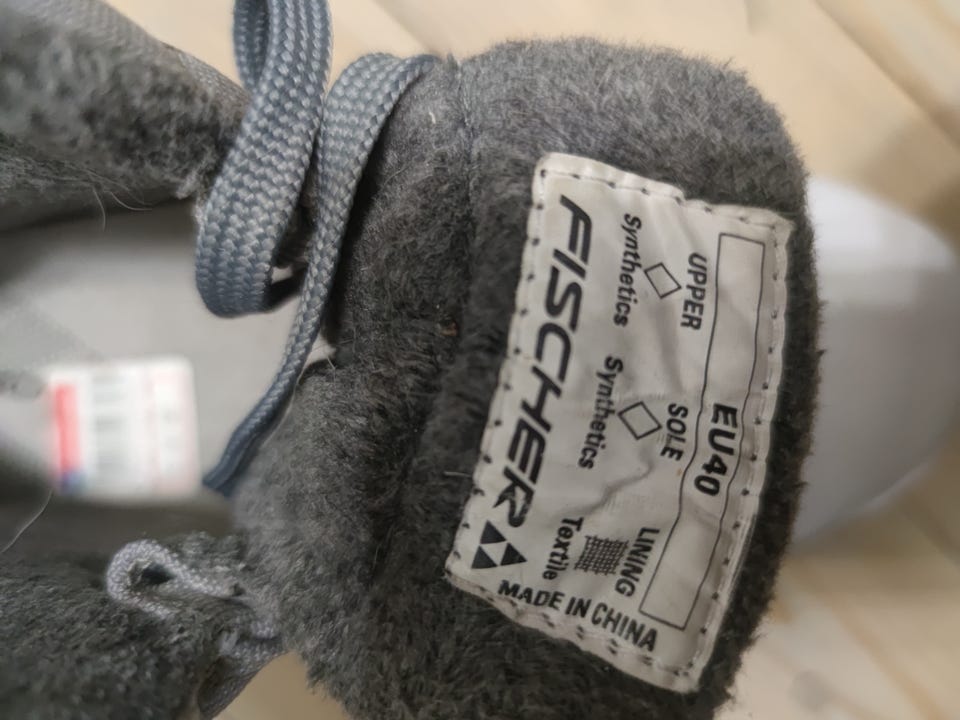 EU40
UPPER SOLE LINING
Synthetics Synthetics Textile
FISCHER
MADE IN CHINA